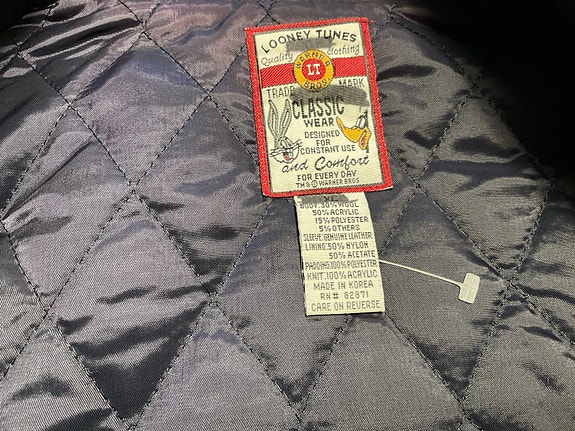 LOONEY TUNES
Quality clothing
WARNER
LT
BROS
TRADE MARK
CLASSIC
WEAR
DESIGNED
FOR
CONSTANT USE
and Comfort
FOR EVERY DAY
TM & © WARNER BROS
XL
BODY:30% WOOL
50% ACRYLIC
15% POLYESTER
5% OTHERS
SLEEVE:GENUINE LEATHER
LINING:50% NYLON
50% ACETATE
PADDING:100% POLYESTER
KNIT:100% ACRYLIC
MADE IN KOREA
RN# 82871
CARE ON REVERSE